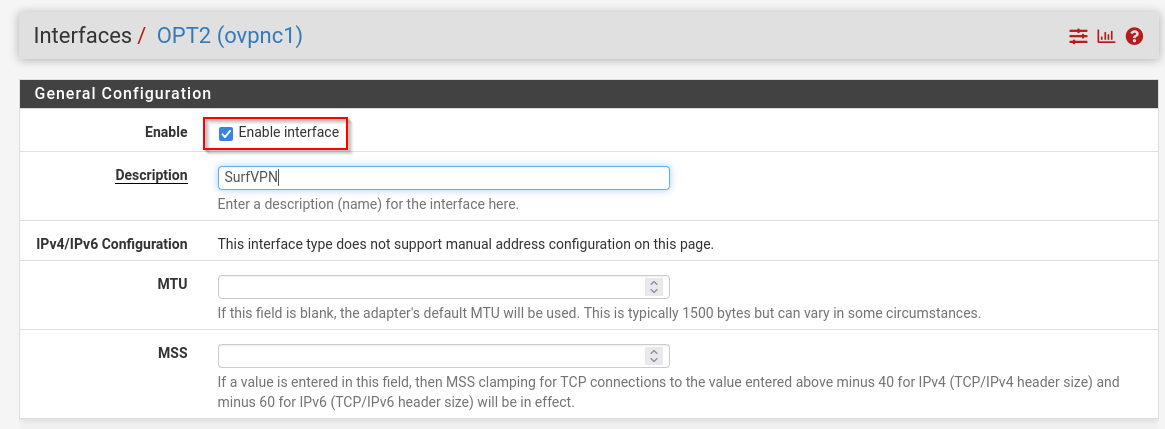 Interfaces / OPT2 (ovpnc1)
General Configuration
Enable Enable interface
Description SurfVPN
Enter a description (name) for the interface here.
IPv4/IPv6 Configuration This interface type does not support manual address configuration on this page.
MTU
If this field is blank, the adapter's default MTU will be used. This is typically 1500 bytes but can vary in some circumstances.
MSS
If a value is entered in this field, then MSS clamping for TCP connections to the value entered above minus 40 for IPv4 (TCP/IPv4 header size) and
minus 60 for IPv6 (TCP/IPv6 header size) will be in effect.